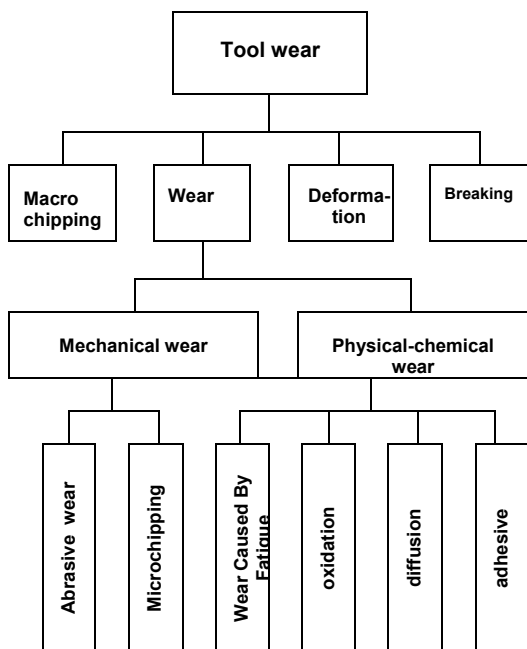 Tool wear
Macro
chipping
Wear
Deforma-
tion
Breaking
Mechanical wear
Physical-chemical
wear
Abrasive wear
Microchipping
Wear Caused By
Fatigue
oxidation
diffusion
adhesive